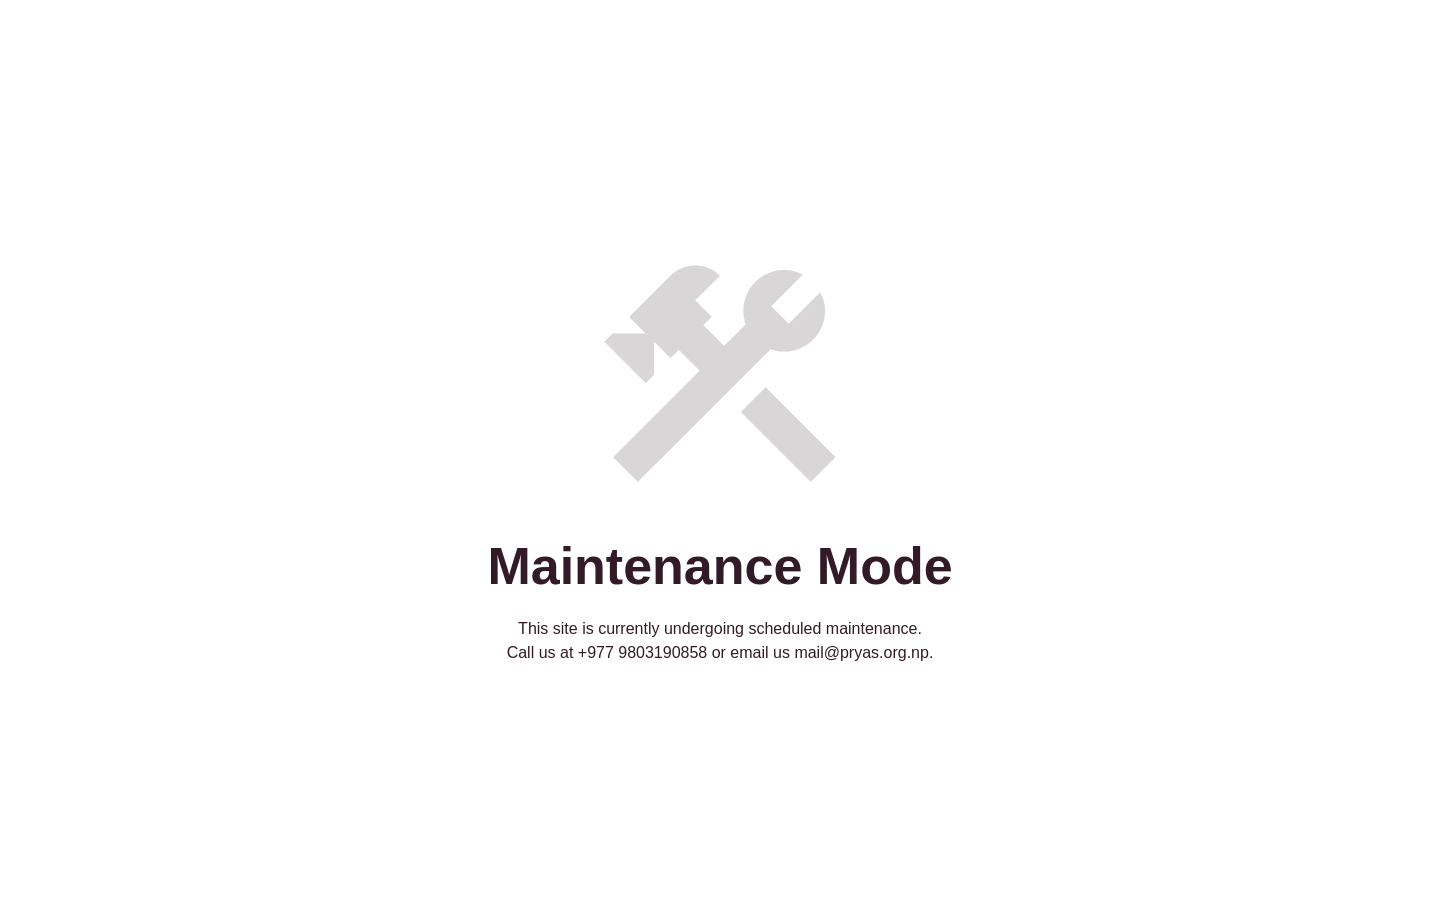 Maintenance Mode
This site is currently undergoing scheduled maintenance.
Call us at +977 9803190858 or email us mail@pryas.org.np.